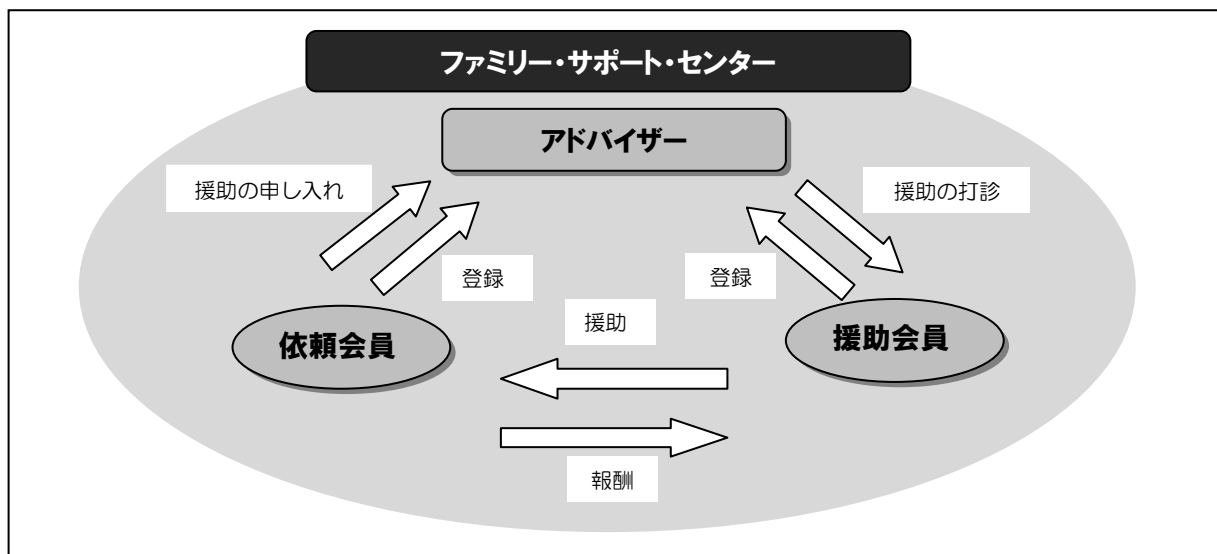 ファミリー・サポート・センター
アドバイザー
援助の申し入れ
援助の打診
登録
登録
援助
依頼会員
援助会員
報酬